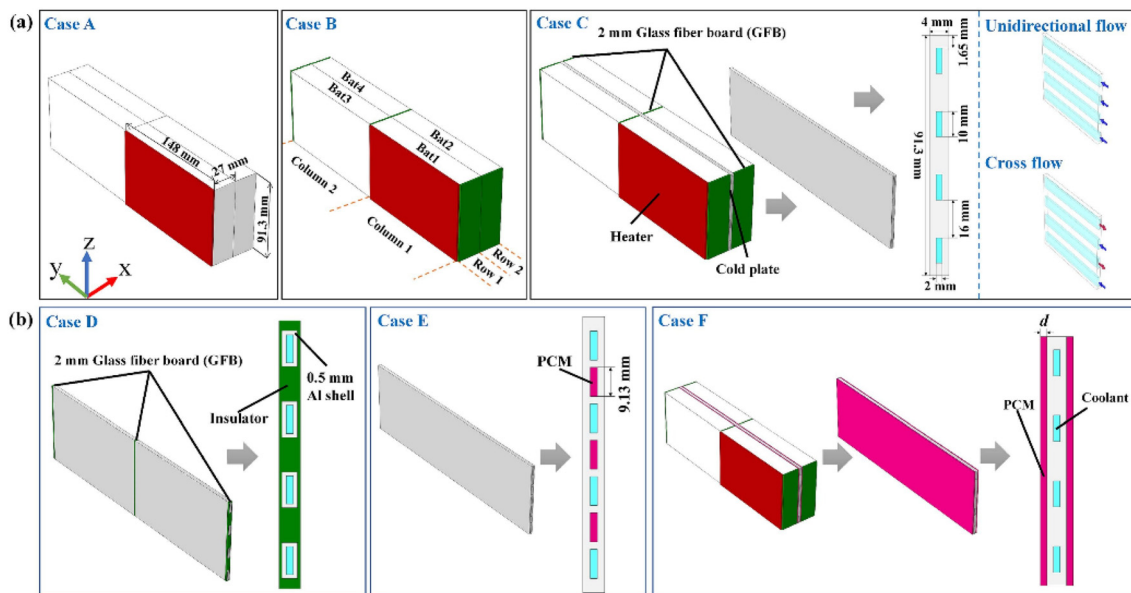 (a)
Case A
148 mm
27 mm
91.3 mm
z
y
x
Case B
Bat4
Bat3
Bat2
Bat1
Column 2
Column 1
Row 2
Row 1
Case C
2 mm Glass fiber board (GFB)
Heater
Cold plate
4 mm
1.65 mm
10 mm
91.3 mm
16 mm
2 mm
Unidirectional flow
Cross flow
(b)
Case D
2 mm Glass fiber board (GFB)
0.5 mm
Al shell
Insulator
Case E
PCM
9.13 mm
Case F
d
PCM
Coolant